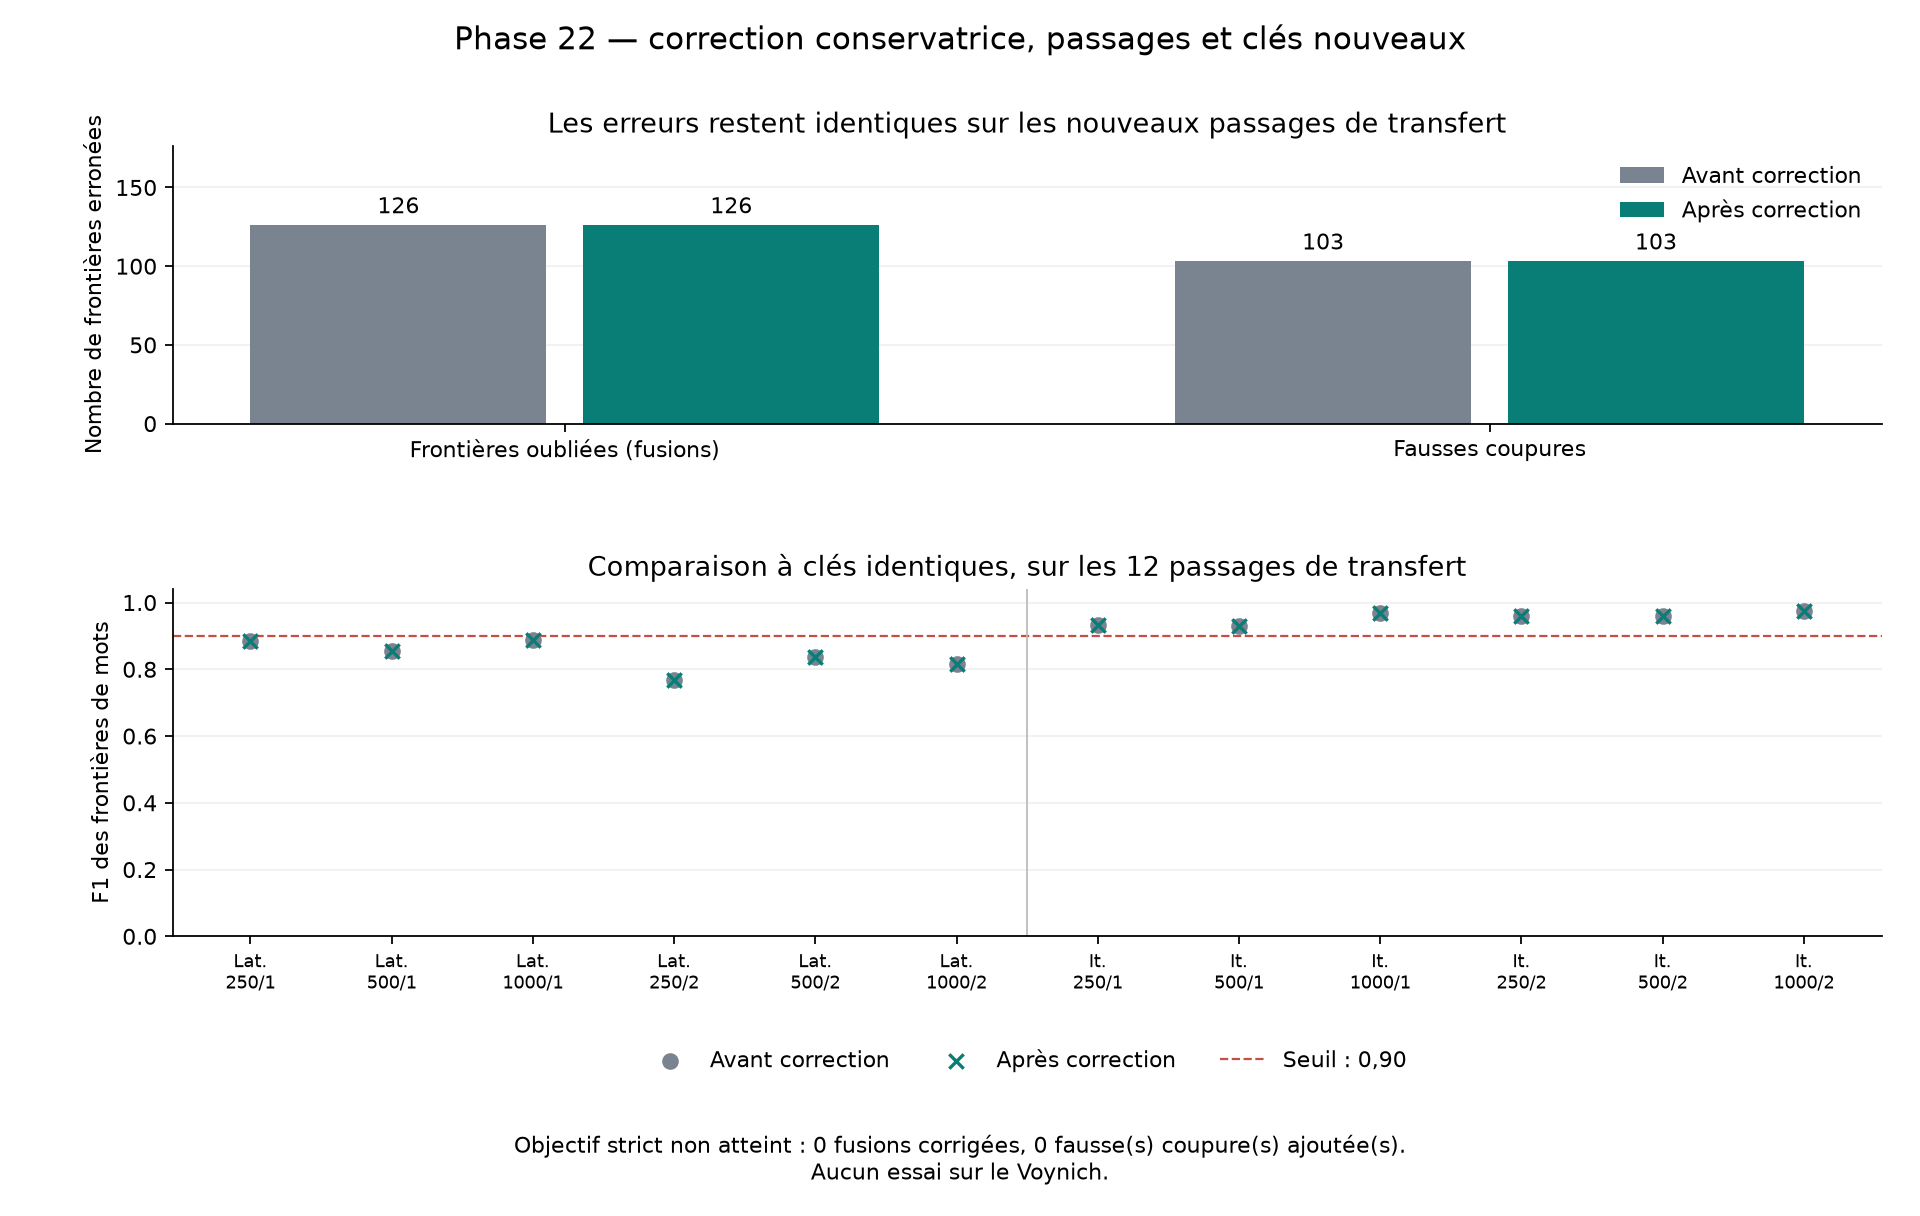 Phase 22 — correction conservatrice, passages et clés nouveaux
Les erreurs restent identiques sur les nouveaux passages de transfert
Nombre de frontières erronées
150
100
50
0
126
126
103
103
Avant correction
Après correction
Frontières oubliées (fusions)
Fausses coupures
Comparaison à clés identiques, sur les 12 passages de transfert
F1 des frontières de mots
1.0
0.8
0.6
0.4
0.2
0.0
Lat.
250/1
Lat.
500/1
Lat.
1000/1
Lat.
250/2
Lat.
500/2
Lat.
1000/2
It.
250/1
It.
500/1
It.
1000/1
It.
250/2
It.
500/2
It.
1000/2
Avant correction
Après correction
Seuil : 0,90
Objectif strict non atteint : 0 fusions corrigées, 0 fausse(s) coupure(s) ajoutée(s).
Aucun essai sur le Voynich.